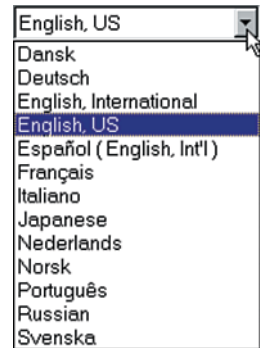 English, US
Dansk
Deutsch
English, International
English, US
Español ( English, Int'l )
Français
Italiano
Japanese
Nederlands
Norsk
Português
Russian
Svenska